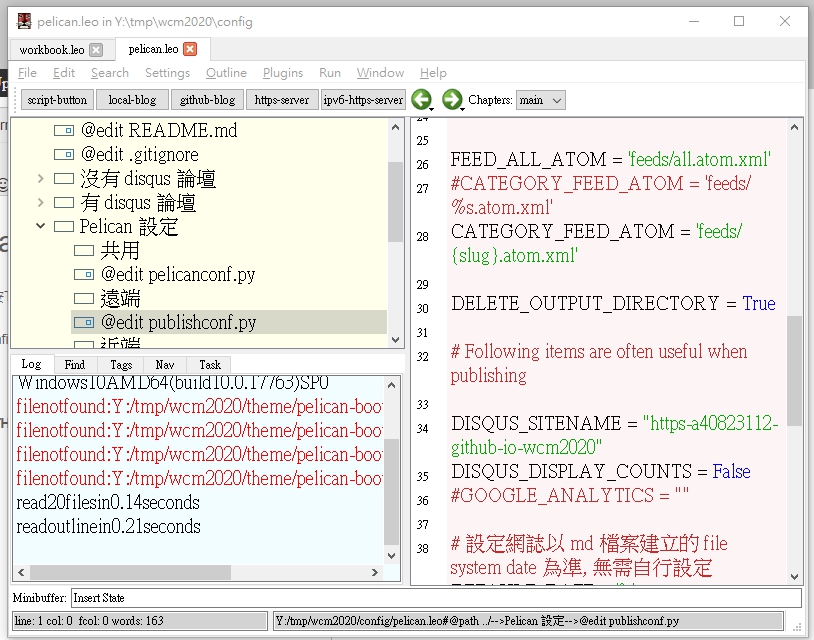 pelican.leo in Y:\tmp\wcm2020\config
workbook.leo pelican.leo
File Edit Search Settings Outline Plugins Run Window Help
script-button local-blog github-blog https-server ipv6-https-server Chapters: main
@edit README.md
@edit .gitignore
沒有 disqus 論壇
有 disqus 論壇
Pelican 設定
共用
@edit pelicanconf.py
遠端
@edit publishconf.py
近端
Log Find Tags Nav Task
Windows10AMD64(build10.0.17763)SP0
filenotfound:Y:/tmp/wcm2020/theme/pelican-boo
filenotfound:Y:/tmp/wcm2020/theme/pelican-boo
filenotfound:Y:/tmp/wcm2020/theme/pelican-boo
filenotfound:Y:/tmp/wcm2020/theme/pelican-boo
read20filesin0.14seconds
readoutlinein0.21seconds
24
25
26 FEED_ALL_ATOM = 'feeds/all.atom.xml'
27 #CATEGORY_FEED_ATOM = 'feeds/
%s.atom.xml'
28 CATEGORY_FEED_ATOM = 'feeds/
{slug}.atom.xml'
29
30 DELETE_OUTPUT_DIRECTORY = True
31
32 # Following items are often useful when
publishing
33
34 DISQUS_SITENAME = "https-a40823112-
github-io-wcm2020"
35 DISQUS_DISPLAY_COUNTS = False
36 #GOOGLE_ANALYTICS = ""
37
38 # 設定網誌以 md 檔案建立的 file
system date 為準, 無需自行設定
Minibuffer: Insert State
line: 1 col: 0 fcol: 0 words: 163
Y:/tmp/wcm2020/config/pelican.leo#@path ../-->Pelican 設定-->@edit publishconf.py